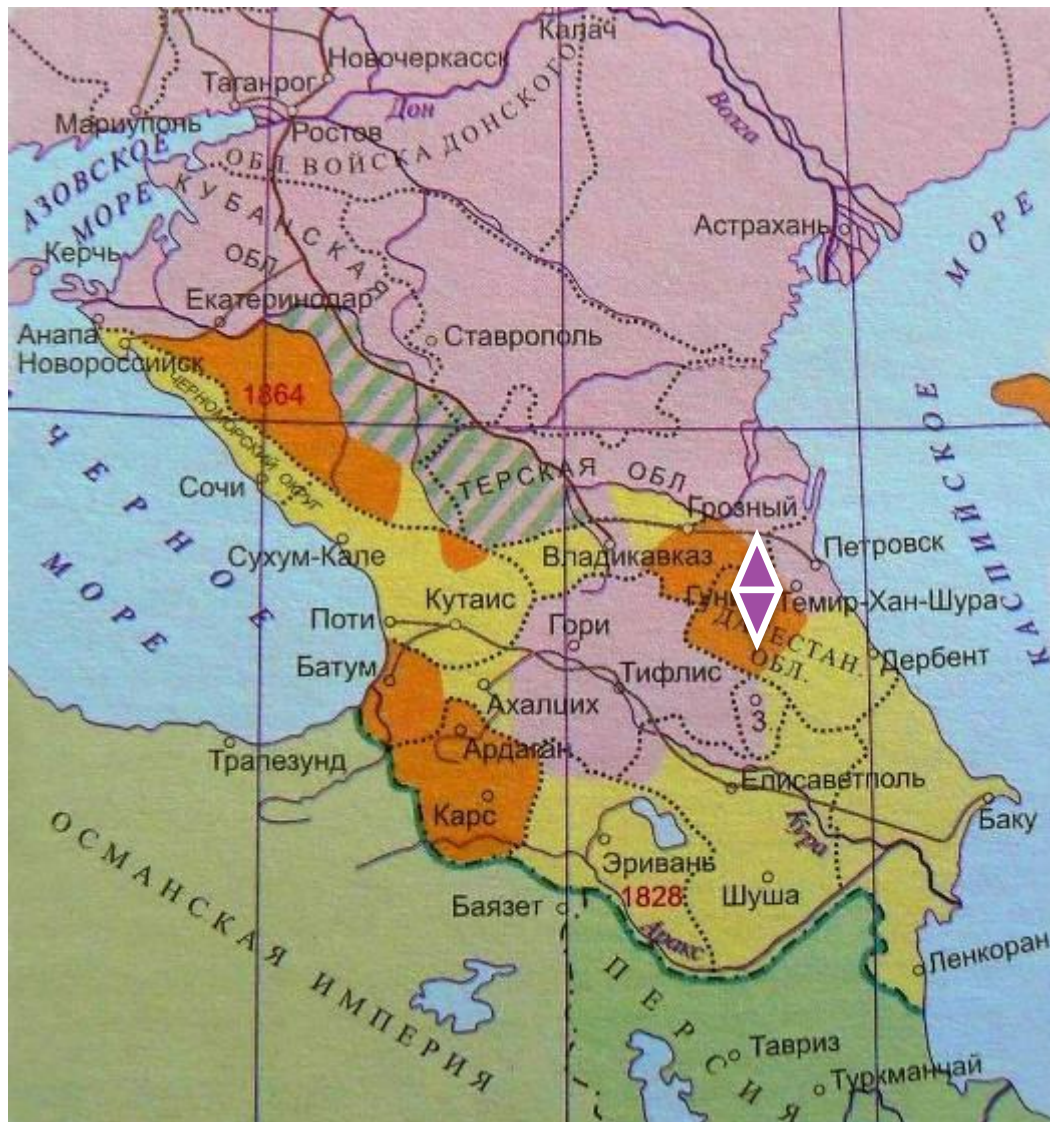 Калач
Новочеркасск
Таганрог
Дон
Волга
Мариуполь
Ростов
ОБЛ. ВОЙСКА ДОНСКОГО
АЗОВСКОЕ
МОРЕ
КУБАНСКАЯ
ОБЛ.
Астрахань
МОРЕ
Керчь
Екатеринодар
Анапа
Ставрополь
Новороссийск
1864
ЧЕРНОМОРСКИЙ ОКРУГ
КАСПИЙСКОЕ
ЧЕРНОЕ
МОРЕ
ТЕРСКАЯ ОБЛ
Сочи
Грозный
Сухум-Кале
Владикавказ
Петровск
Кутаис
Темир-Хан-Шура
Поти
Гори
ДАГЕСТАН.
ОБЛ.
Дербент
Батум
Тифлис
Ахалцих
3
Ардаган
Трапезунд
Елисаветполь
Карс
Кура
Баку
ОСМАНСКАЯ ИМПЕРИЯ
Эривань
1828
Шуша
Баязет
Аракс
Ленкоран
ПЕРСИЯ
Тавриз
Туркманчай